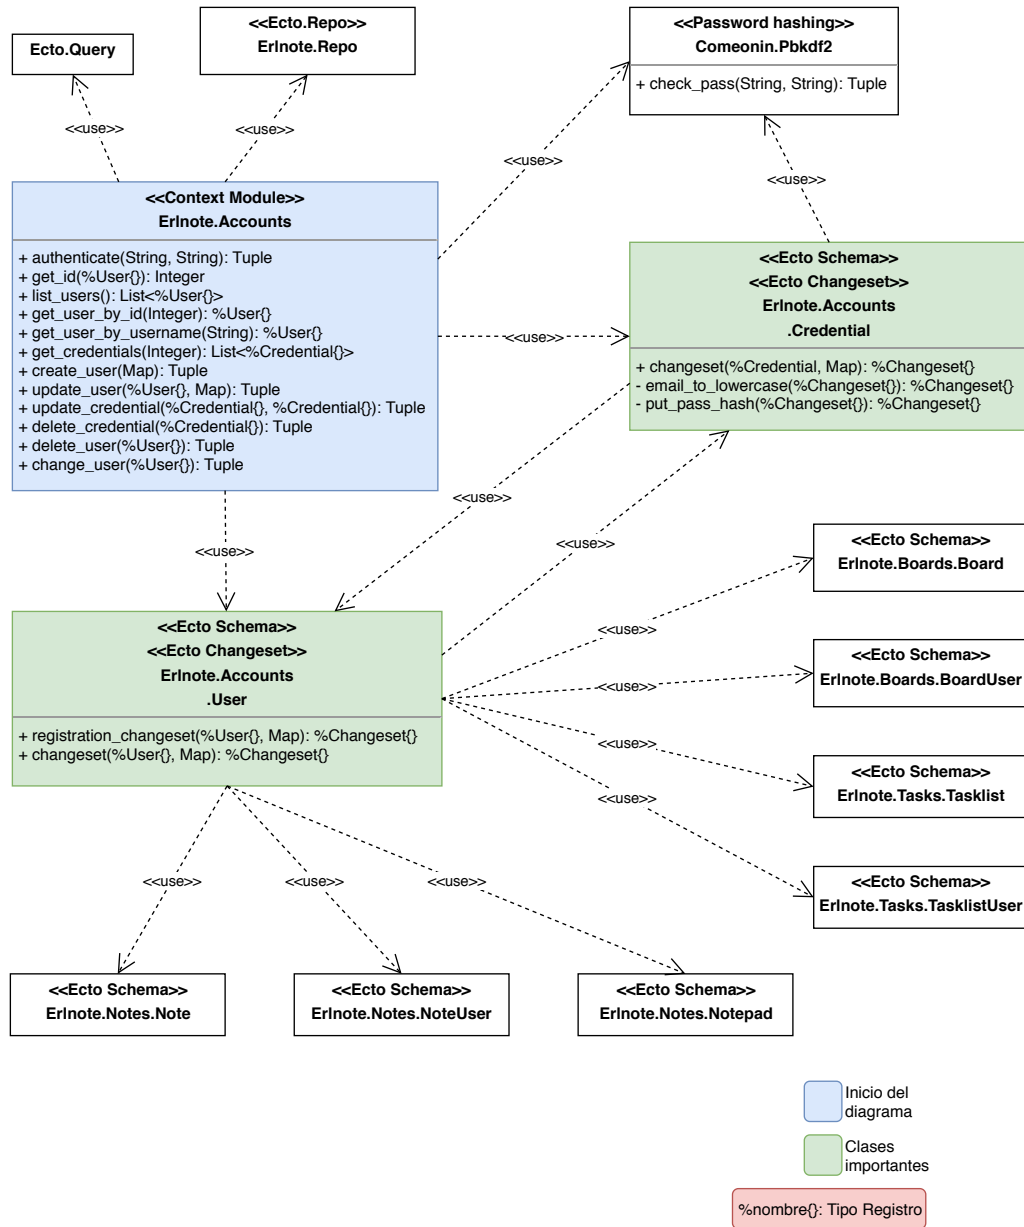 Ecto.Query
<<Ecto.Repo>>
Erlnote.Repo
<<Password hashing>>
Comeonin.Pbkdf2
+ check_pass(String, String): Tuple
<<use>>
<<use>>
<<use>>
<<use>>
<<Context Module>>
Erlnote.Accounts
+ authenticate(String, String): Tuple
+ get_id(%User{}): Integer
+ list_users(): List<%User{}>
+ get_user_by_id(Integer): %User{}
+ get_user_by_username(String): %User{}
+ get_credentials(Integer): List<%Credential{}>
+ create_user(Map): Tuple
+ update_user(%User{}, Map): Tuple
+ update_credential(%Credential{}, %Credential{}): Tuple
+ delete_credential(%Credential{}): Tuple
+ delete_user(%User{}): Tuple
+ change_user(%User{}): Tuple
<<use>>
<<Ecto Schema>>
<<Ecto Changeset>>
Erlnote.Accounts
.Credential
+ changeset(%Credential, Map): %Changeset{}
- email_to_lowercase(%Changeset{}): %Changeset{}
- put_pass_hash(%Changeset{}): %Changeset{}
<<use>>
<<use>>
<<use>>
<<Ecto Schema>>
<<Ecto Changeset>>
Erlnote.Accounts
.User
+ registration_changeset(%User{}, Map): %Changeset{}
+ changeset(%User{}, Map): %Changeset{}
<<use>>
<<use>>
<<use>>
<<use>>
<<Ecto Schema>>
Erlnote.Boards.Board
<<Ecto Schema>>
Erlnote.Boards.BoardUser
<<Ecto Schema>>
Erlnote.Tasks.Tasklist
<<Ecto Schema>>
Erlnote.Tasks.TasklistUser
<<use>>
<<use>>
<<use>>
<<Ecto Schema>>
Erlnote.Notes.Note
<<Ecto Schema>>
Erlnote.Notes.NoteUser
<<Ecto Schema>>
Erlnote.Notes.Notepad
Inicio del
diagrama
Clases
importantes
%nombre{}: Tipo Registro